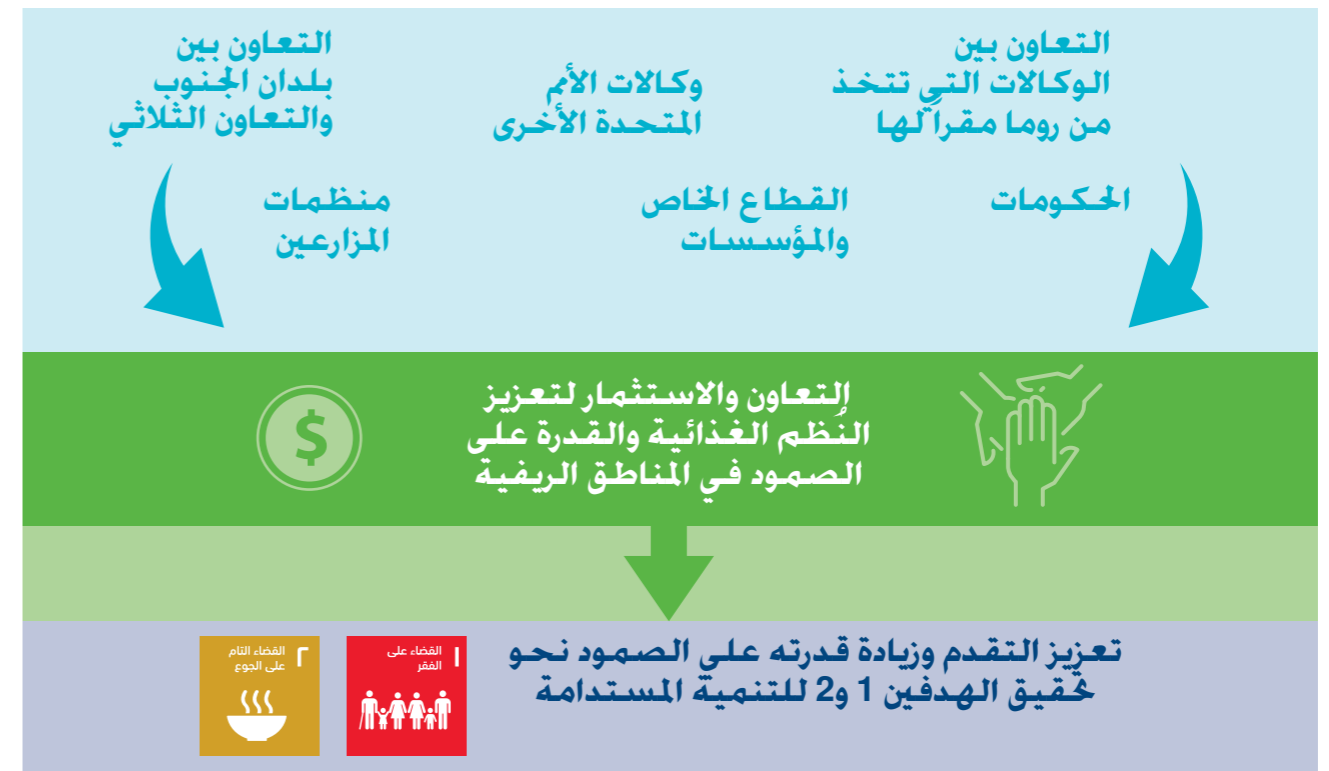 التعاون بين
الوكالات التي تتخذ
من روما مقراً لها
وكالات الأمم
المتحدة الأخرى
التعاون بين
بلدان الجنوب
والتعاون الثلاثي
الحكومات
القطاع الخاص
والمؤسسات
منظمات
المزارعين
التعاون والاستثمار لتعزيز
النُظم الغذائية والقدرة على
الصمود في المناطق الريفية
$
تعزيز التقدم وزيادة قدرته على الصمود نحو
تحقيق الهدفين 1 و2 للتنمية المستدامة
١ القضاء على
الفقر
٢ القضاء التام
على الجوع